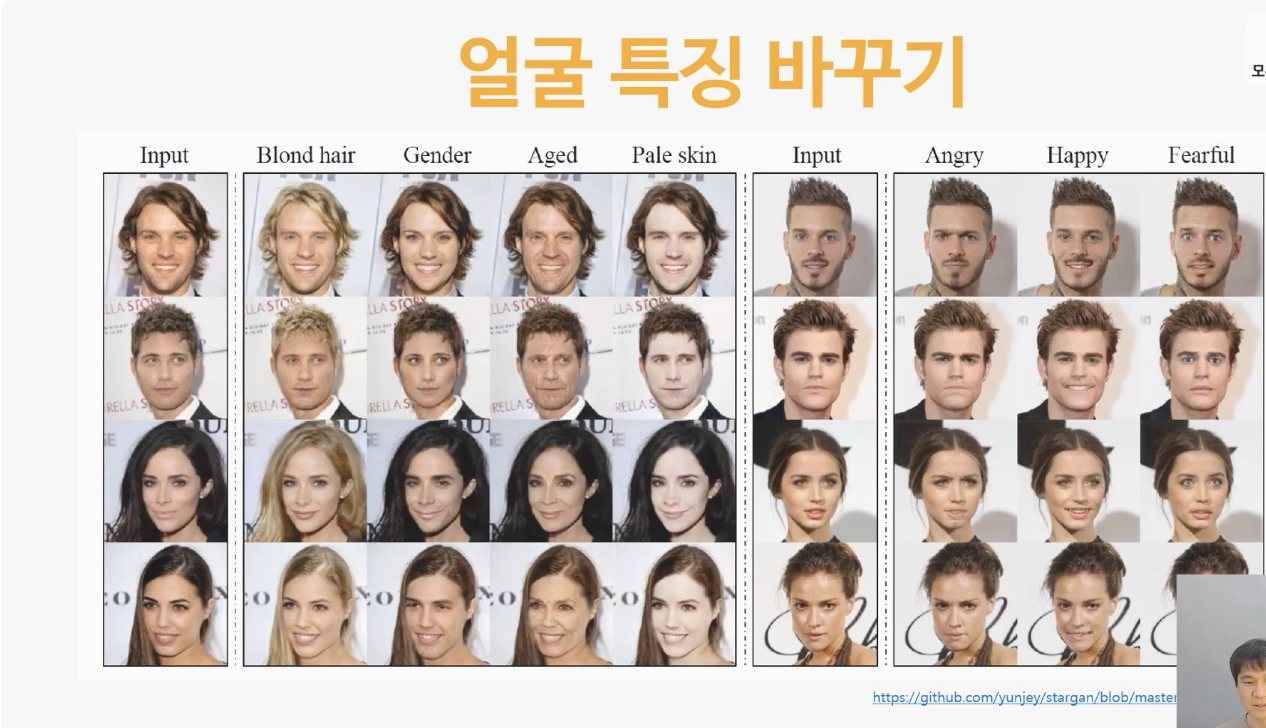 얼굴 특징 바꾸기
모
Input Blond hair Gender Aged Pale skin Input Angry Happy Fearful
https://github.com/yunjey/stargan/blob/master